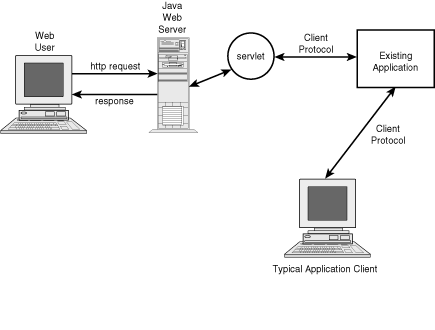 Web
User
Java
Web
Server
http request
response
servlet
Client
Protocol
Existing
Application
Client
Protocol
Typical Application Client